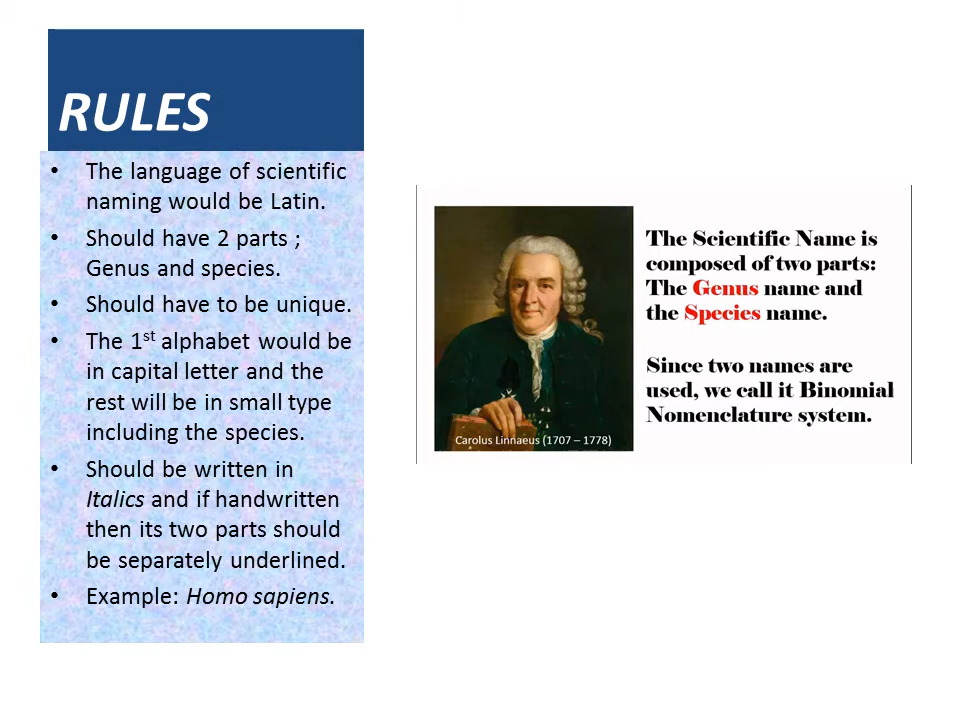 RULES
• The language of scientific
naming would be Latin.
• Should have 2 parts ;
Genus and species.
• Should have to be unique.
• The 1st alphabet would be
in capital letter and the
rest will be in small type
including the species.
• Should be written in
Italics and if handwritten
then its two parts should
be separately underlined.
• Example: Homo sapiens.
Carolus Linnaeus (1707 – 1778)
The Scientific Name is
composed of two parts:
The Genus name and
the Species name.
Since two names are
used, we call it Binomial
Nomenclature system.